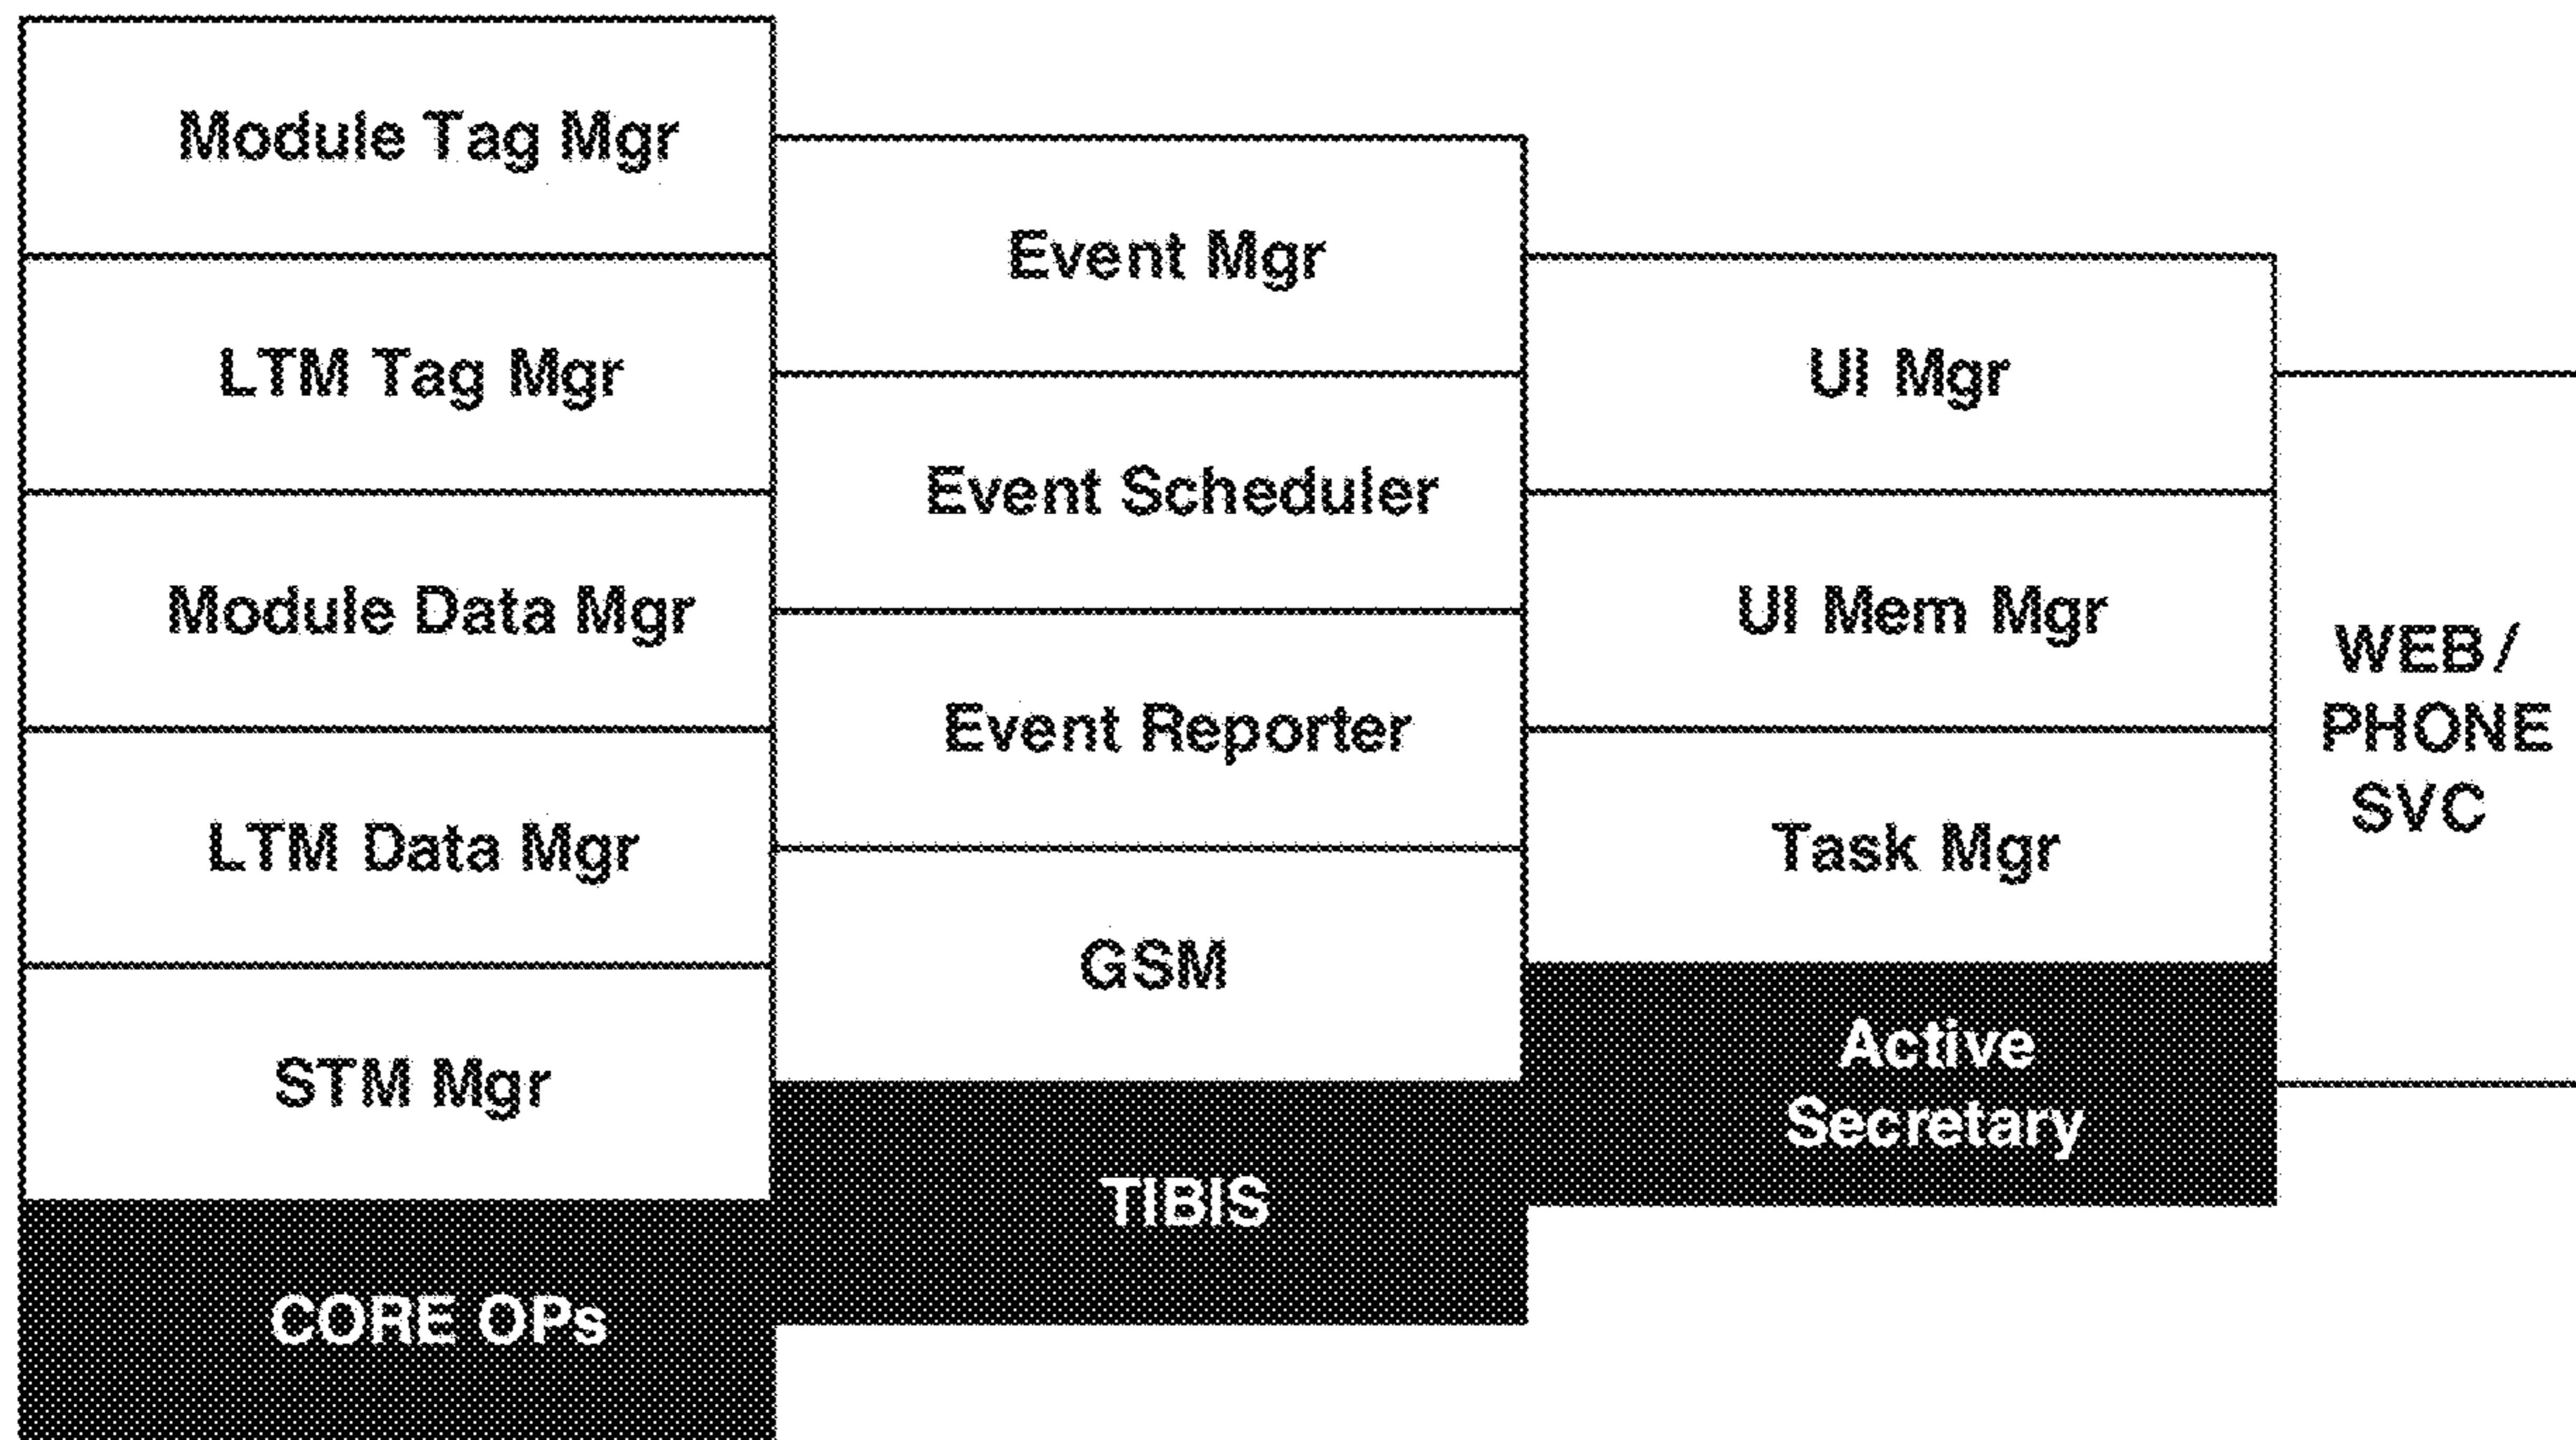 Module Tag Mgr
LTM Tag Mgr
Module Data Mgr
LTM Data Mgr
STM Mgr
CORE OPs
Event Mgr
Event Scheduler
Event Reporter
GSM
TIBIS
UI Mgr
UI Mem Mgr
Task Mgr
Active
Secretary
WEB /
PHONE
SVC